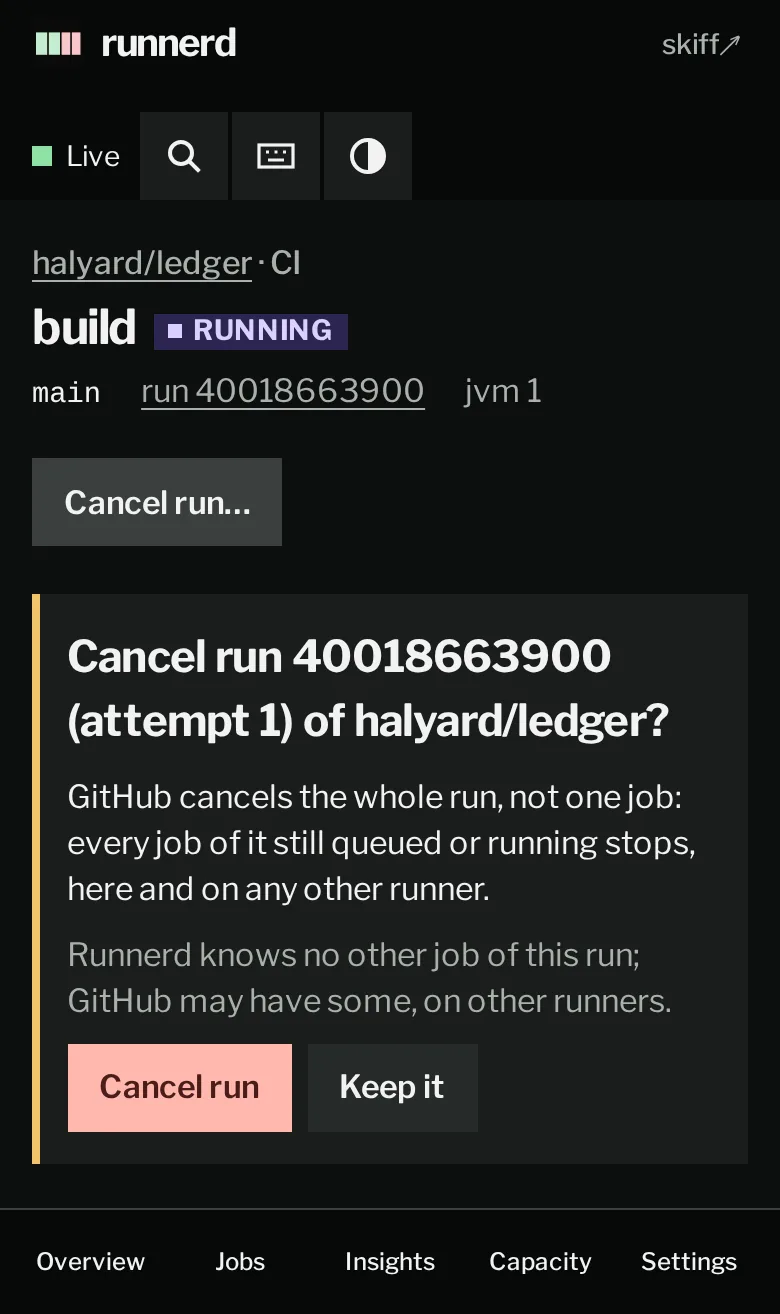 runnerd
skiff↗
Live
halyard/ledger · CI
build
RUNNING
main run 40018663900 jvm 1
Cancel run…
Cancel run 40018663900
(attempt 1) of halyard/ledger?
GitHub cancels the whole run, not one job:
every job of it still queued or running stops,
here and on any other runner.
Runnerd knows no other job of this run;
GitHub may have some, on other runners.
Cancel run
Keep it
Overview Jobs Insights Capacity Settings